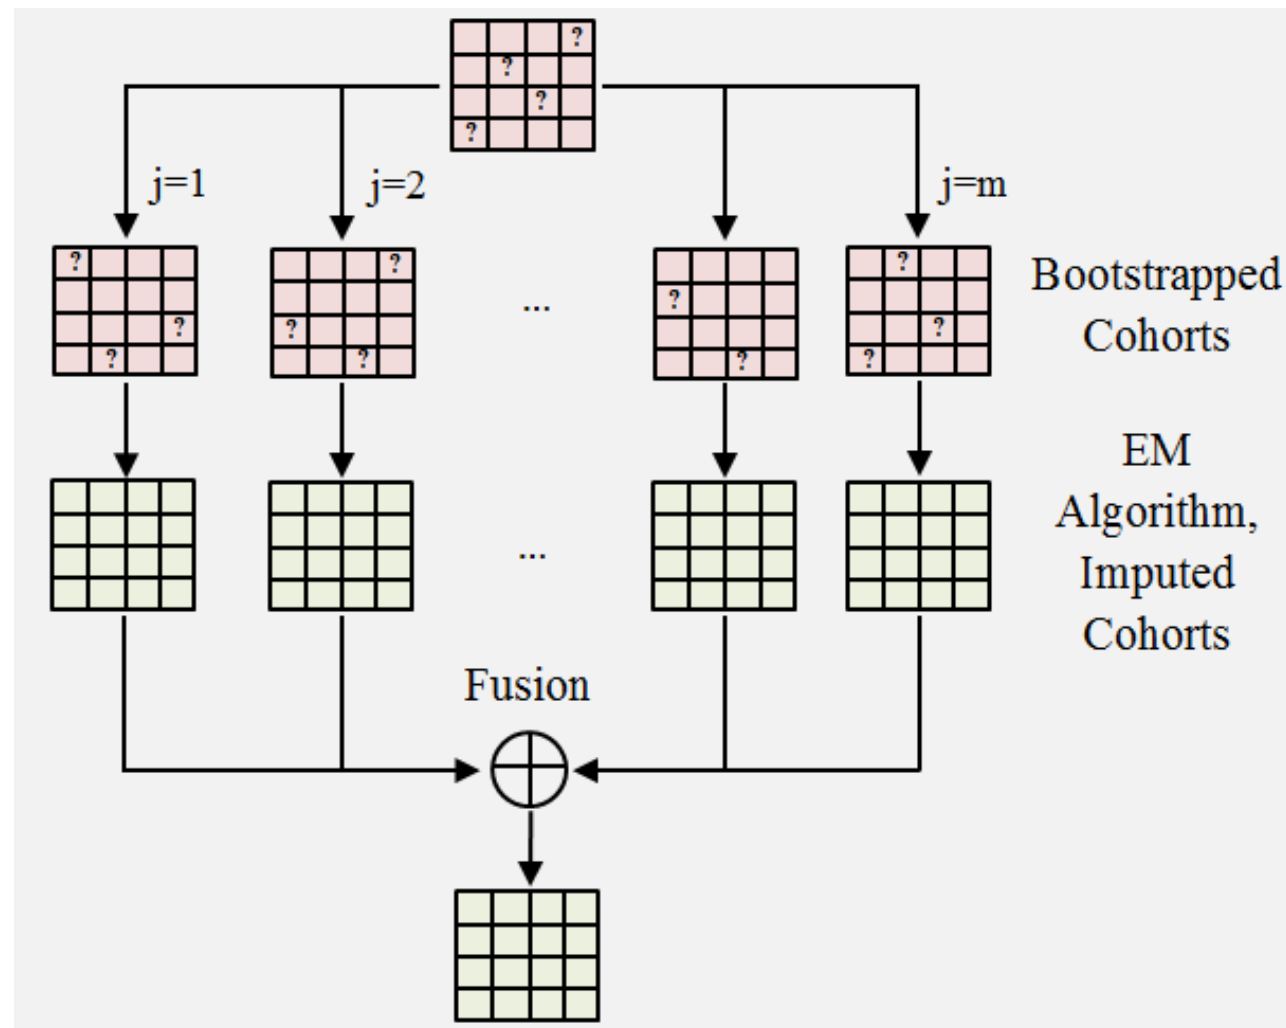 ?
?
?
?
j=1
j=2
j=m
?
?
?
?
?
?
?
?
?
?
?
Bootstrapped
Cohorts
...
EM
Algorithm,
Imputed
Cohorts
...
Fusion